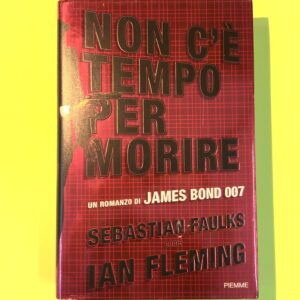 NON C'È
TEMPO
PER
MORIRE
UN ROMANZO DI JAMES BOND 007
SEBASTIAN FAULKS
IAN FLEMING
PIEMME